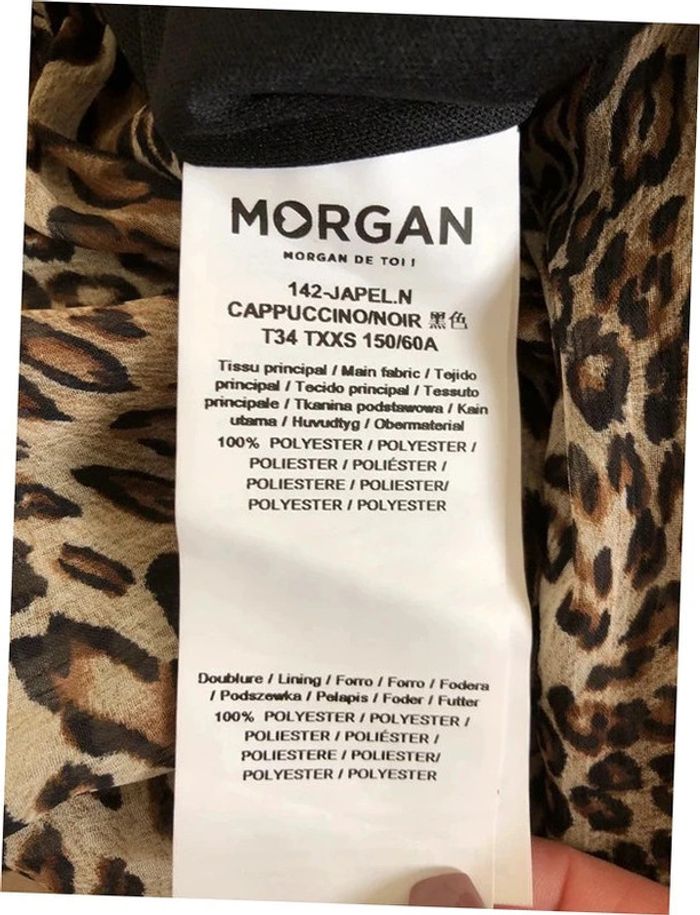 MORGAN
MORGAN DE TOI !
142-JAPEL.N
CAPPUCCINO/NOIR 黑色
T34 TXXS 150/60A
Tissu principal / Main fabric / Tejido
principal / Tecido principal / Tessuto
principale / Tkanina podstawowa / Kain
utama / Huvudtyg / Obermaterial
100% POLYESTER / POLYESTER /
POLIESTER / POLIÉSTER /
POLIESTERE / POLIESTER/
POLYESTER / POLYESTER
Doublure / Lining / Forro / Forro / Fodera
/ Podszewka / Pelapis / Foder / Futter
100% POLYESTER / POLYESTER /
POLIESTER / POLIÉSTER /
POLIESTERE / POLIESTER/
POLYESTER / POLYESTER